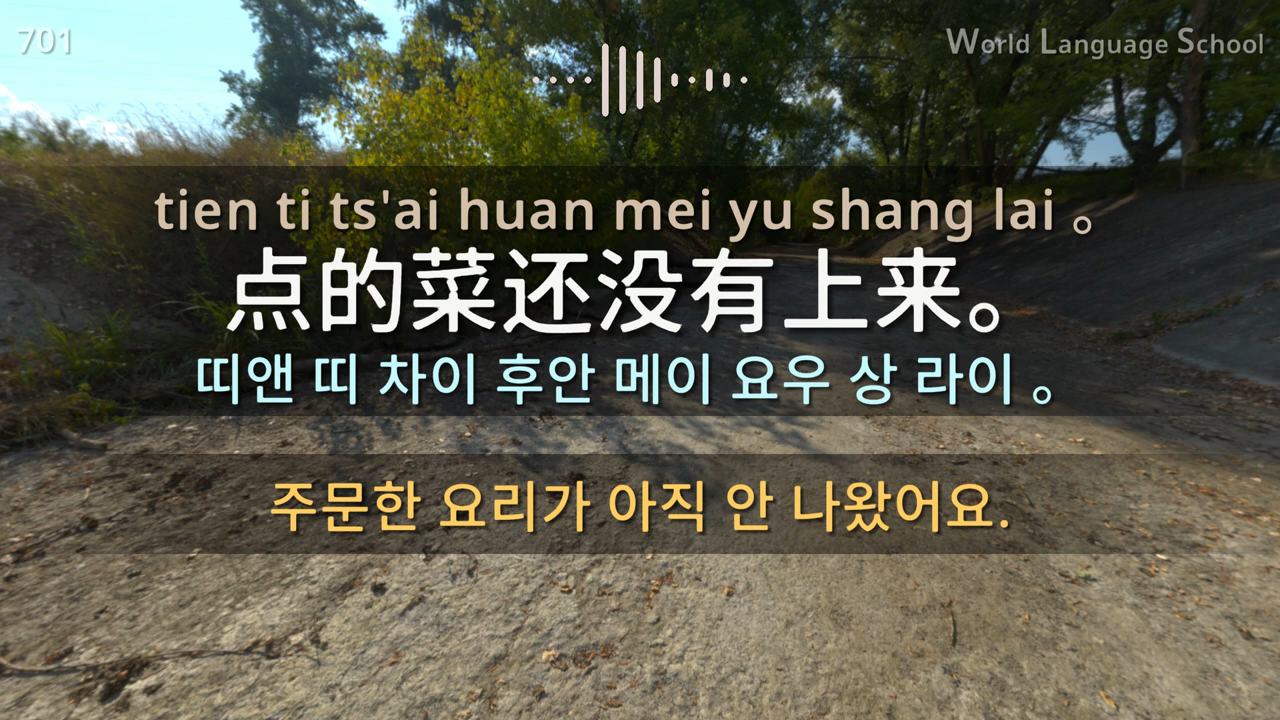 701
World Language School
tien ti ts'ai huan mei yu shang lai 。
点的菜还没有上来。
띠앤 띠 차이 후안 메이 요우 상 라이 。
주문한 요리가 아직 안 나왔어요.